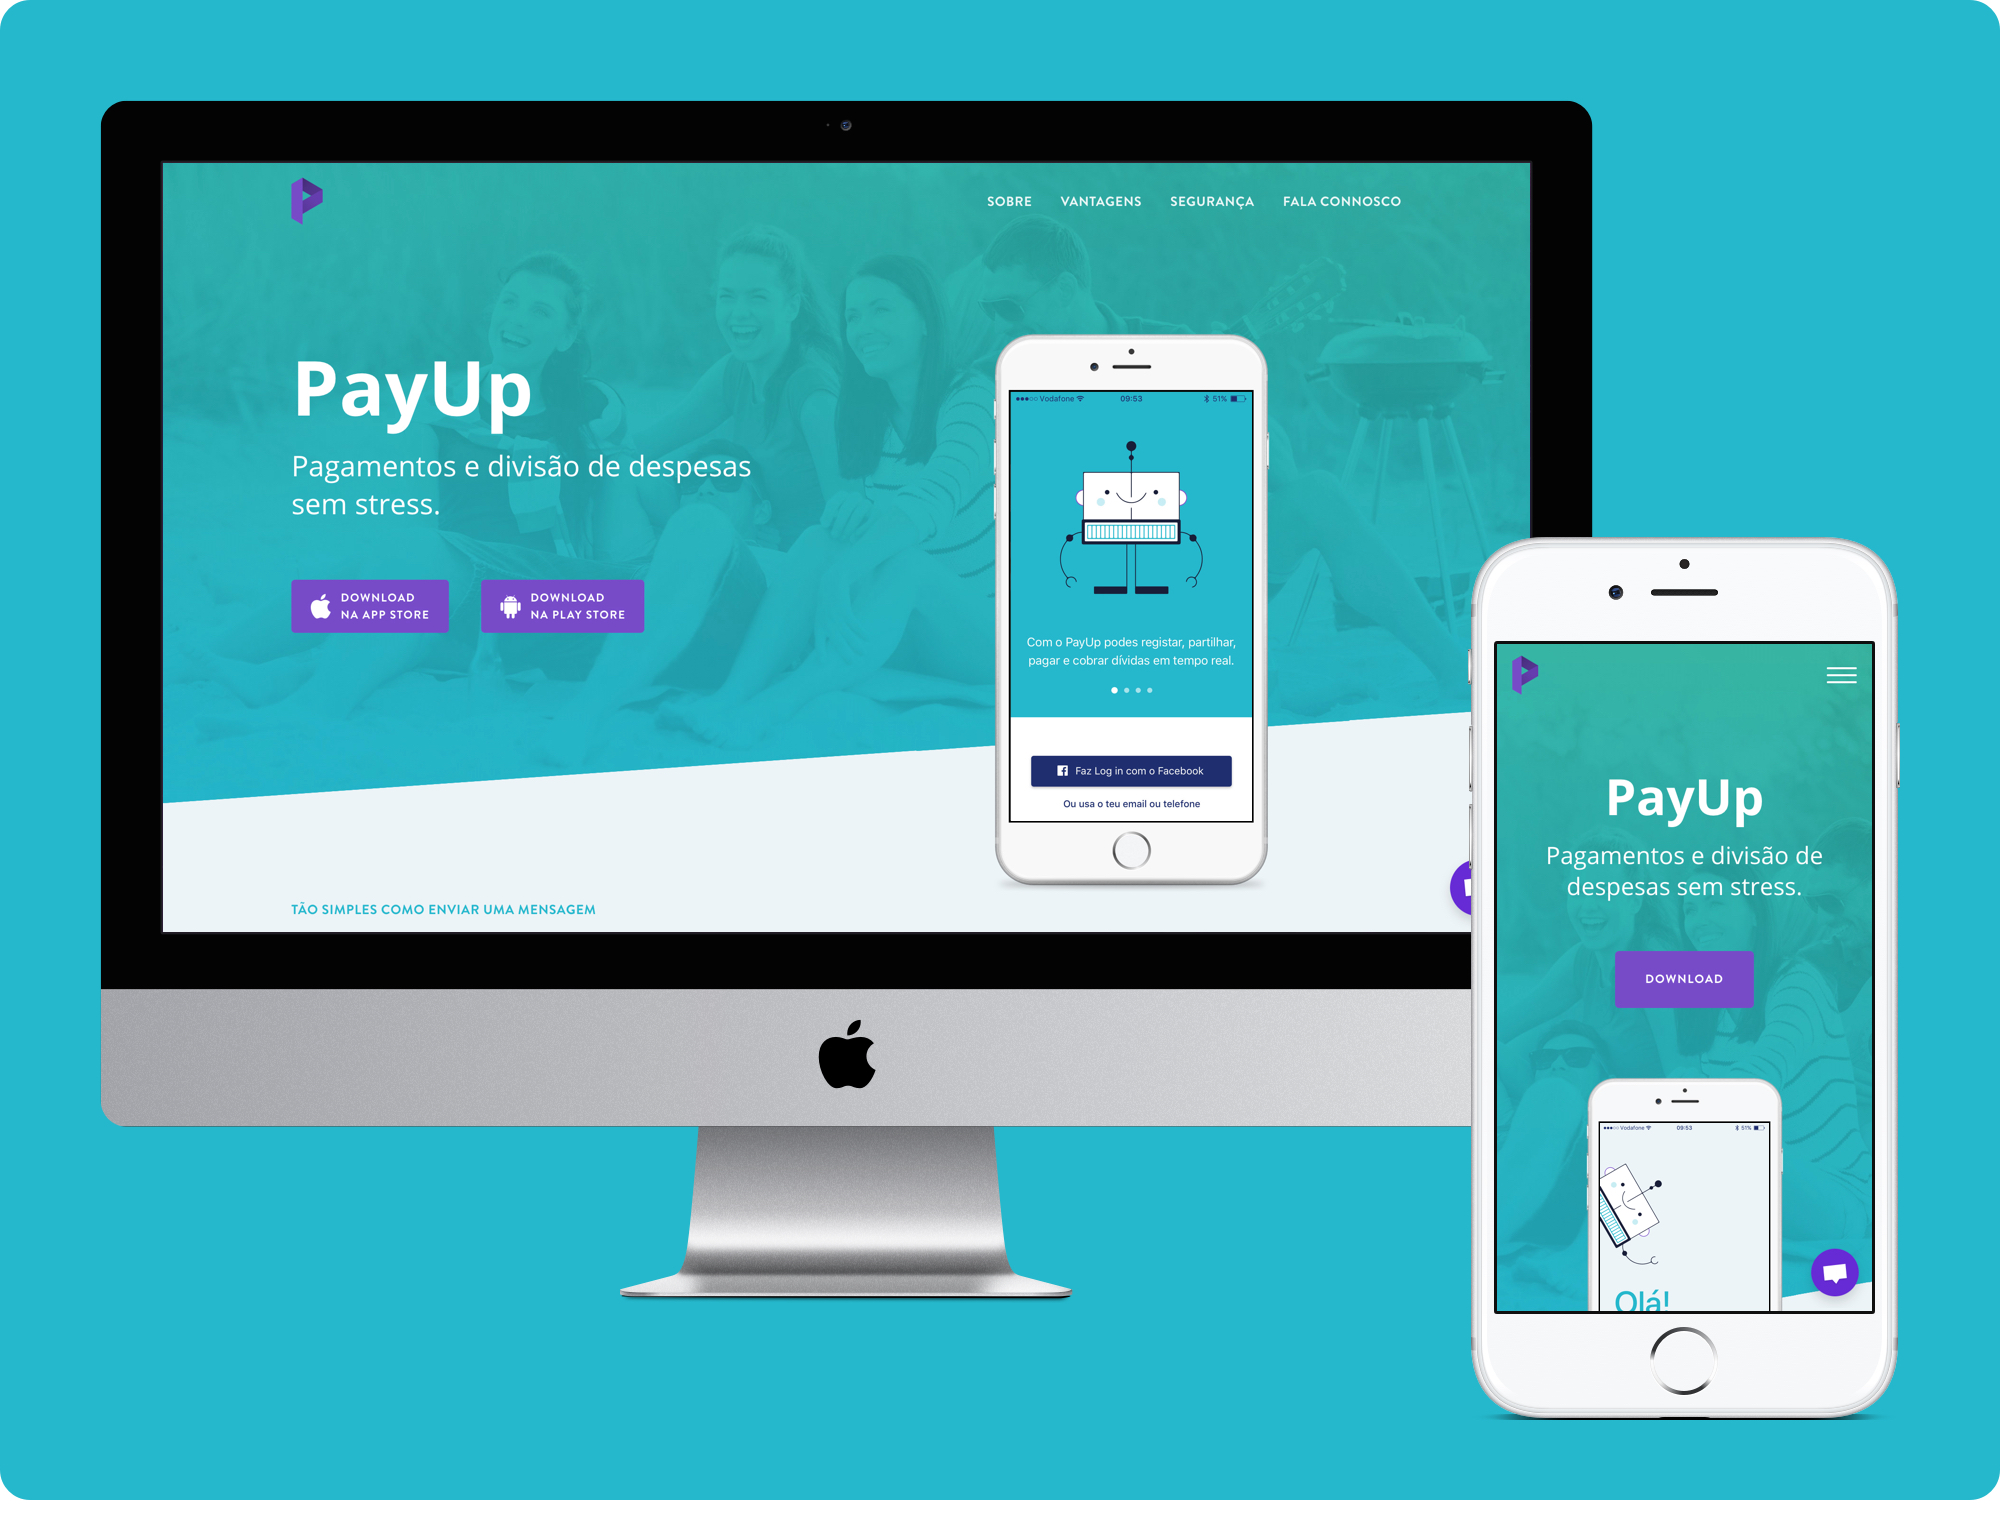 SOBRE VANTAGENS SEGURANÇA FALA CONNOSCO
PayUp
Pagamentos e divisão de despesas
sem stress.
DOWNLOAD
NA APP STORE
DOWNLOAD
NA PLAY STORE
Vodafone 09:53 51%
Com o PayUp podes registar, partilhar,
pagar e cobrar dívidas em tempo real.
Faz Log in com o Facebook
Ou usa o teu email ou telefone
TÃO SIMPLES COMO ENVIAR UMA MENSAGEM
PayUp
Pagamentos e divisão de
despesas sem stress.
DOWNLOAD
Vodafone 09:53 51%
Olá!